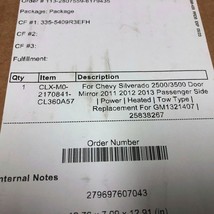 Package: Package
CF #1: 335-5409R3EFH
CF #2:
CF #3:
Fulfillment:
Qty Item Description
1 CLX-M0- For Chevy Silverado 2500/3500 Door
2170841- Mirror 2011 2012 2013 Passenger Side
CL360A57 | Power | Heated | Tow Type |
Replacement For GM1321407 |
25838267
Order Number
Internal Notes
279697607043